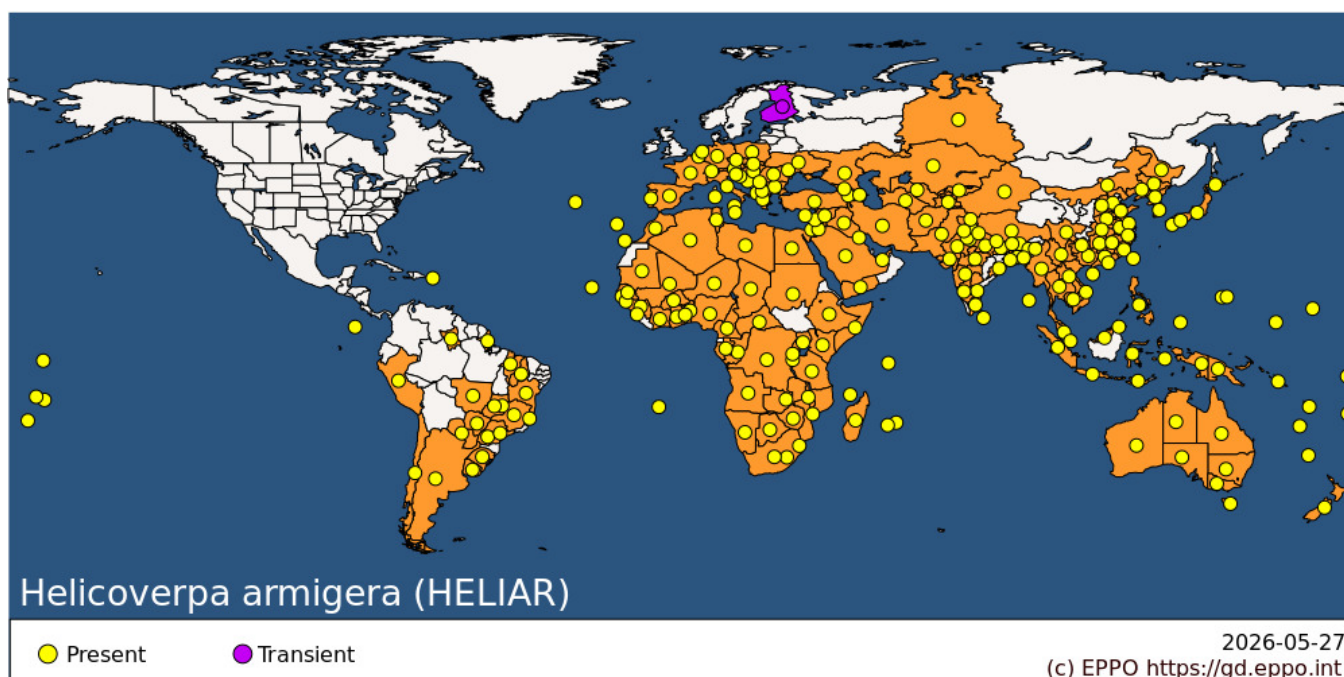 Helicoverpa armigera (HELIAR)
Present
Transient
2026-05-27
(c) EPPO https://gd.eppo.int